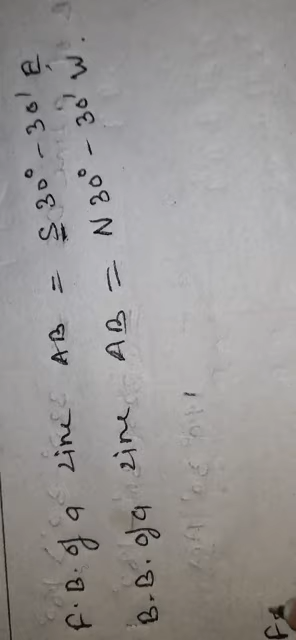 F.B. of a line AB = S 30° - 30' E
B.B. of a line AB = N 30° - 30' W.